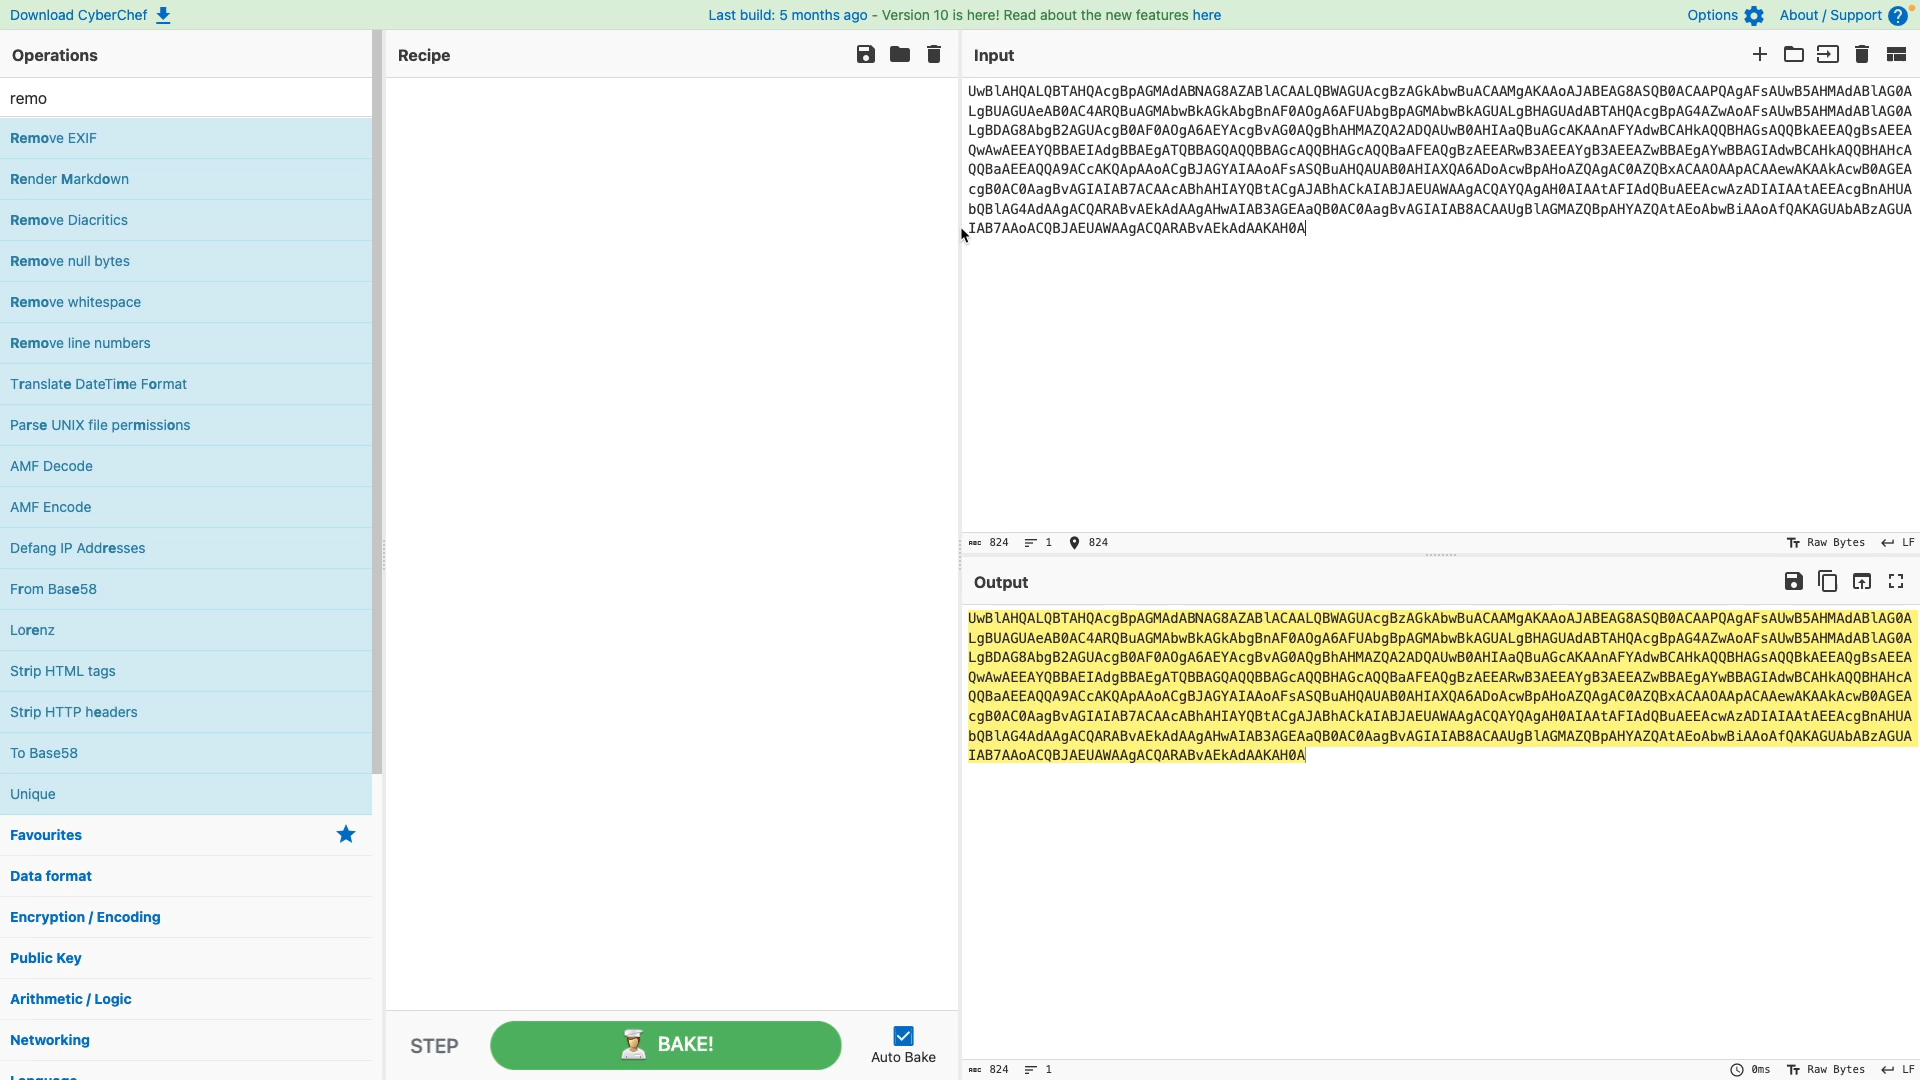 Download CyberChef
Last build: 5 months ago - Version 10 is here! Read about the new features here
Options
About / Support
Operations
remo
Remove EXIF
Render Markdown
Remove Diacritics
Remove null bytes
Remove whitespace
Remove line numbers
Translate DateTime Format
Parse UNIX file permissions
AMF Decode
AMF Encode
Defang IP Addresses
From Base58
Lorenz
Strip HTML tags
Strip HTTP headers
To Base58
Unique
Favourites
Data format
Encryption / Encoding
Public Key
Arithmetic / Logic
Networking
Language
Recipe
STEP
BAKE!
Auto Bake
Input
UwBlAHQALQBTAHQAcgBpAGMAdABNAG8AZABlACAALQBWAGUAcgBzAGkAbwBuACAAMgAKAAoAJABEAG8ASQB0ACAAPQAgAFsAUwB5AHMAdABlAG0A
LgBUAGUAeAB0AC4ARQBuAGMAbwBkAGkAbgBnAF0AOgA6AFUAbgBpAGMAbwBkAGUALgBHAGUAdABTAHQAcgBpAG4AZwAoAFsAUwB5AHMAdABlAG0A
LgBDAG8AbgB2AGUAcgB0AF0AOgA6AEYAcgBvAG0AQgBhAHMAZQA2ADQAUwB0AHIAaQBuAGcAKAAnAFYAdwBCAHkAQQBHAGsAQQBkAEEAQgBsAEEA
QwAwAEEAYQBBAEIAdgBBAEgATQBBAGQAQQBBAGcAQQBHAGcAQQBaAFEAQgBzAEEARwB3AEEAYgB3AEEAZwBBAEgAYwBBAGIAdwBCAHkAQQBHAHcA
QQBaAEEAQQA9ACcAKQApAAoACgBJAGYAIAAoAFsASQBuAHQAUAB0AHIAXQA6ADoAcwBpAHoAZQAgAC0AZQBxACAAOAApACAAewAKAAkAcwB0AGEA
cgB0AC0AagBvAGIAIAB7ACAAcABhAHIAYQBtACgAJABhACkAIABJAEUAWAAgACQAYQAgAH0AIAAtAFIAdQBuAEEAcwAzADIAIAAtAEEAcgBnAHUA
bQBlAG4AdAAgACQARABvAEkAdAAgAHwAIAB3AGEAaQB0AC0AagBvAGIAIAB8ACAAUgBlAGMAZQBpAHYAZQAtAEoAbwBiAAoAfQAKAGUAbABzAGUA
IAB7AAoACQBJAEUAWAAgACQARABvAEkAdAAKAH0A
824
1
824
Raw Bytes
LF
Output
UwBlAHQALQBTAHQAcgBpAGMAdABNAG8AZABlACAALQBWAGUAcgBzAGkAbwBuACAAMgAKAAoAJABEAG8ASQB0ACAAPQAgAFsAUwB5AHMAdABlAG0A
LgBUAGUAeAB0AC4ARQBuAGMAbwBkAGkAbgBnAF0AOgA6AFUAbgBpAGMAbwBkAGUALgBHAGUAdABTAHQAcgBpAG4AZwAoAFsAUwB5AHMAdABlAG0A
LgBDAG8AbgB2AGUAcgB0AF0AOgA6AEYAcgBvAG0AQgBhAHMAZQA2ADQAUwB0AHIAaQBuAGcAKAAnAFYAdwBCAHkAQQBHAGsAQQBkAEEAQgBsAEEA
QwAwAEEAYQBBAEIAdgBBAEgATQBBAGQAQQBBAGcAQQBHAGcAQQBaAFEAQgBzAEEARwB3AEEAYgB3AEEAZwBBAEgAYwBBAGIAdwBCAHkAQQBHAHcA
QQBaAEEAQQA9ACcAKQApAAoACgBJAGYAIAAoAFsASQBuAHQAUAB0AHIAXQA6ADoAcwBpAHoAZQAgAC0AZQBxACAAOAApACAAewAKAAkAcwB0AGEA
cgB0AC0AagBvAGIAIAB7ACAAcABhAHIAYQBtACgAJABhACkAIABJAEUAWAAgACQAYQAgAH0AIAAtAFIAdQBuAEEAcwAzADIAIAAtAEEAcgBnAHUA
bQBlAG4AdAAgACQARABvAEkAdAAgAHwAIAB3AGEAaQB0AC0AagBvAGIAIAB8ACAAUgBlAGMAZQBpAHYAZQAtAEoAbwBiAAoAfQAKAGUAbABzAGUA
IAB7AAoACQBJAEUAWAAgACQARABvAEkAdAAKAH0A
824
1
0ms
Raw Bytes
LF